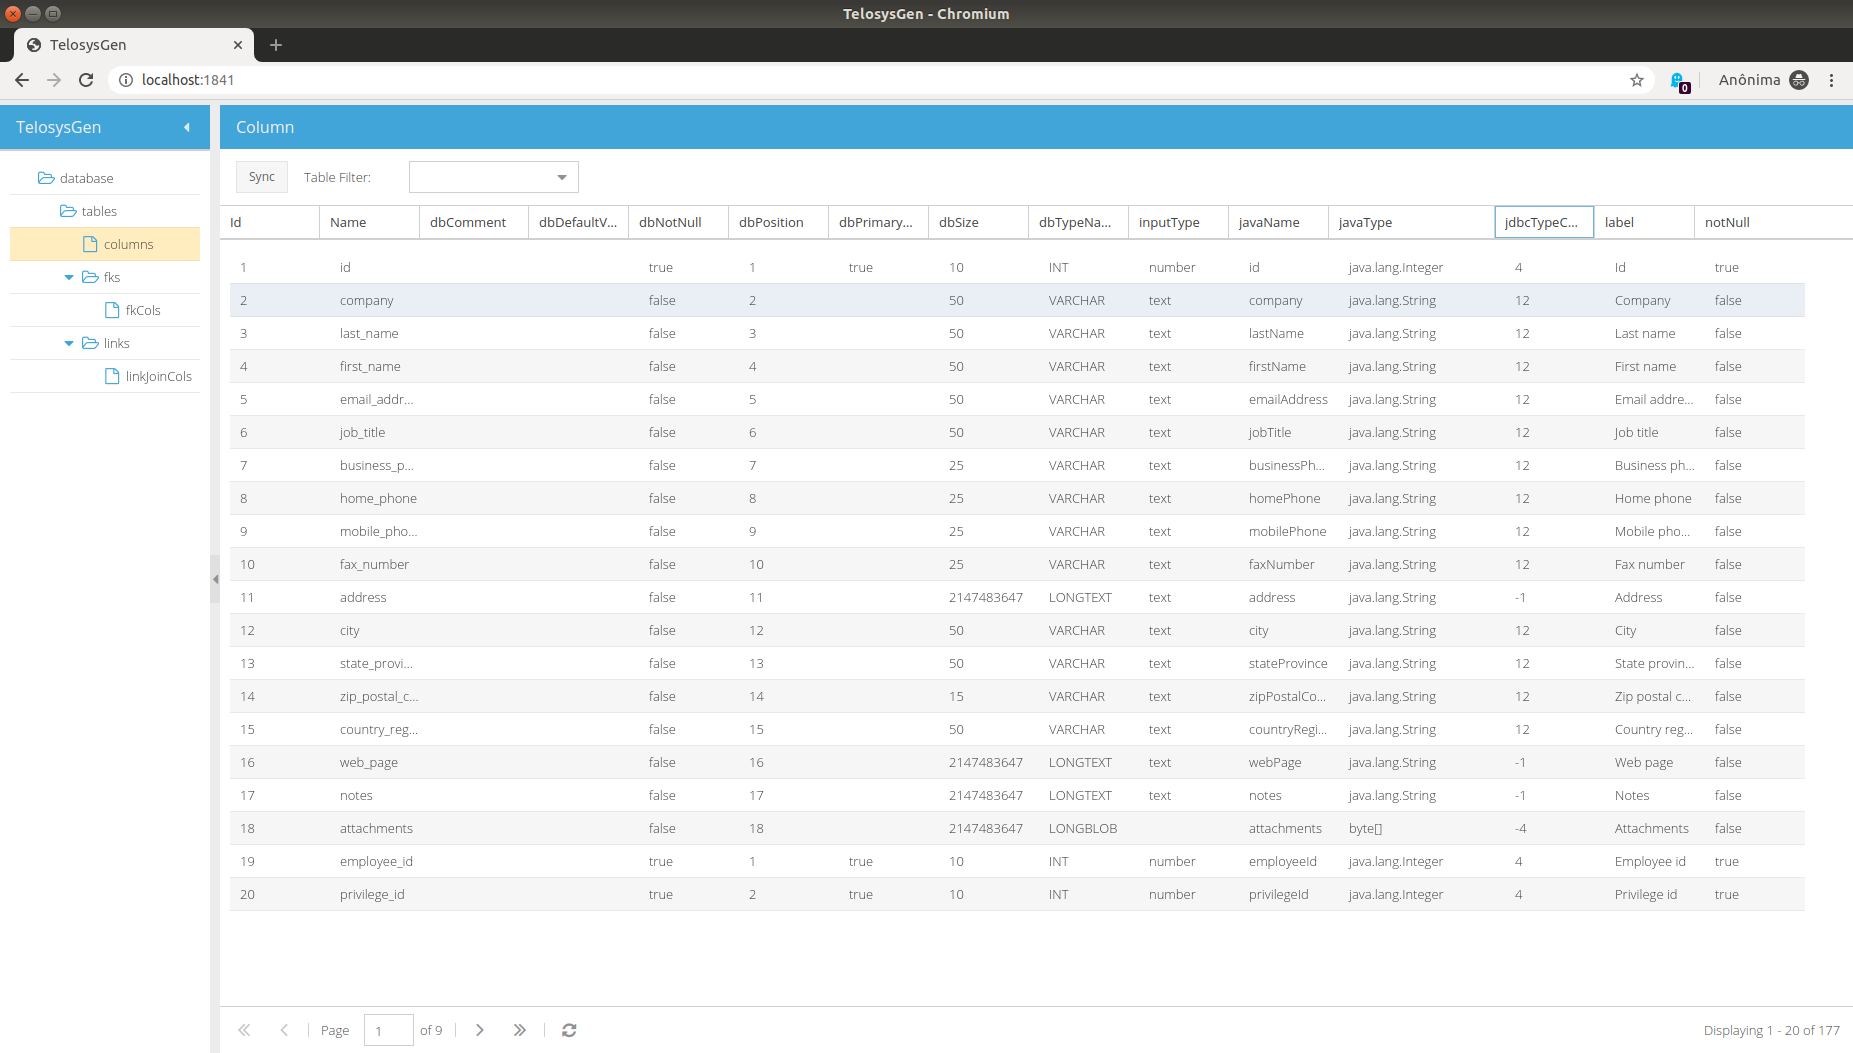 TelosysGen - Chromium
TelosysGen
localhost:1841
0
Anônima
TelosysGen
Column
database
tables
columns
fks
fkCols
links
linkJoinCols
Sync Table Filter:
Id Name dbComment dbDefaultV... dbNotNull dbPosition dbPrimary... dbSize dbTypeNa... inputType javaName javaType jdbcTypeC... label notNull
1 id true 1 true 10 INT number id java.lang.Integer 4 Id true
2 company false 2 50 VARCHAR text company java.lang.String 12 Company false
3 last_name false 3 50 VARCHAR text lastName java.lang.String 12 Last name false
4 first_name false 4 50 VARCHAR text firstName java.lang.String 12 First name false
5 email_addr... false 5 50 VARCHAR text emailAddress java.lang.String 12 Email addre... false
6 job_title false 6 50 VARCHAR text jobTitle java.lang.String 12 Job title false
7 business_p... false 7 25 VARCHAR text businessPh... java.lang.String 12 Business ph... false
8 home_phone false 8 25 VARCHAR text homePhone java.lang.String 12 Home phone false
9 mobile_pho... false 9 25 VARCHAR text mobilePhone java.lang.String 12 Mobile pho... false
10 fax_number false 10 25 VARCHAR text faxNumber java.lang.String 12 Fax number false
11 address false 11 2147483647 LONGTEXT text address java.lang.String -1 Address false
12 city false 12 50 VARCHAR text city java.lang.String 12 City false
13 state_provi... false 13 50 VARCHAR text stateProvince java.lang.String 12 State provin... false
14 zip_postal_c... false 14 15 VARCHAR text zipPostalCo... java.lang.String 12 Zip postal c... false
15 country_reg... false 15 50 VARCHAR text countryRegi... java.lang.String 12 Country reg... false
16 web_page false 16 2147483647 LONGTEXT text webPage java.lang.String -1 Web page false
17 notes false 17 2147483647 LONGTEXT text notes java.lang.String -1 Notes false
18 attachments false 18 2147483647 LONGBLOB attachments byte[] -4 Attachments false
19 employee_id true 1 true 10 INT number employeeId java.lang.Integer 4 Employee id true
20 privilege_id true 2 true 10 INT number privilegeId java.lang.Integer 4 Privilege id true
Page 1 of 9
Displaying 1 - 20 of 177